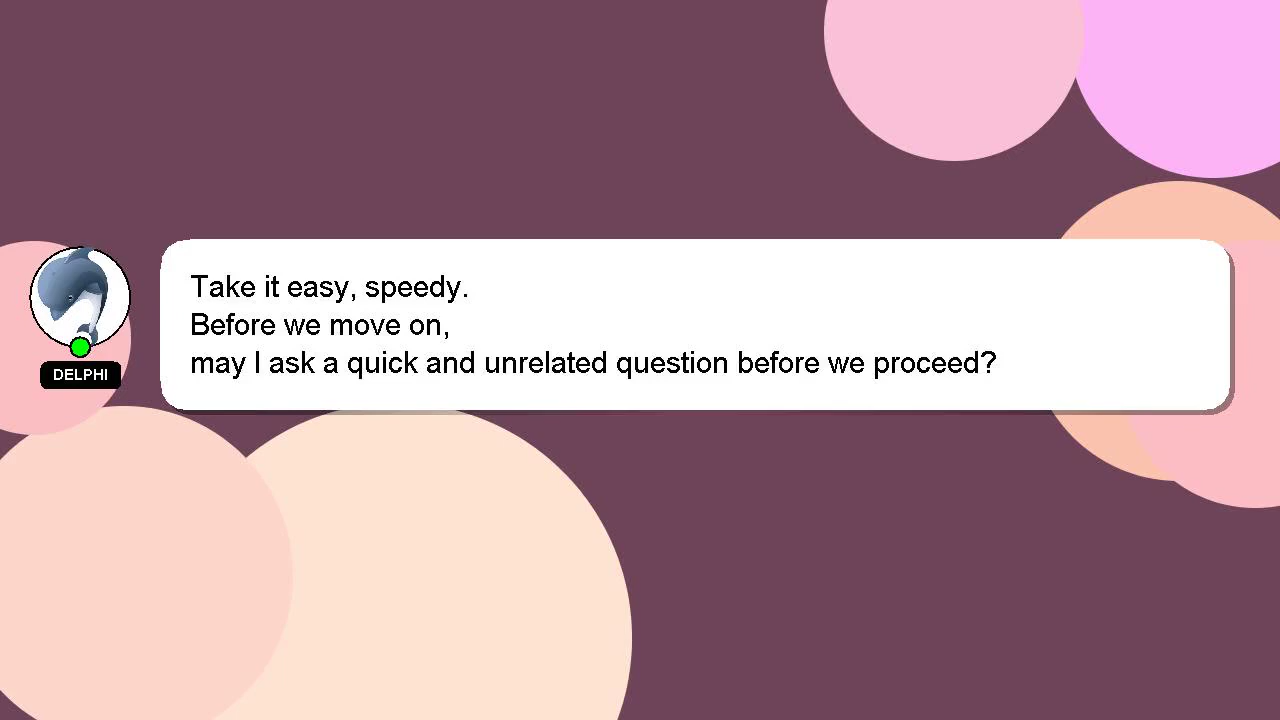 Take it easy, speedy.
Before we move on,
may I ask a quick and unrelated question before we proceed?
DELPHI